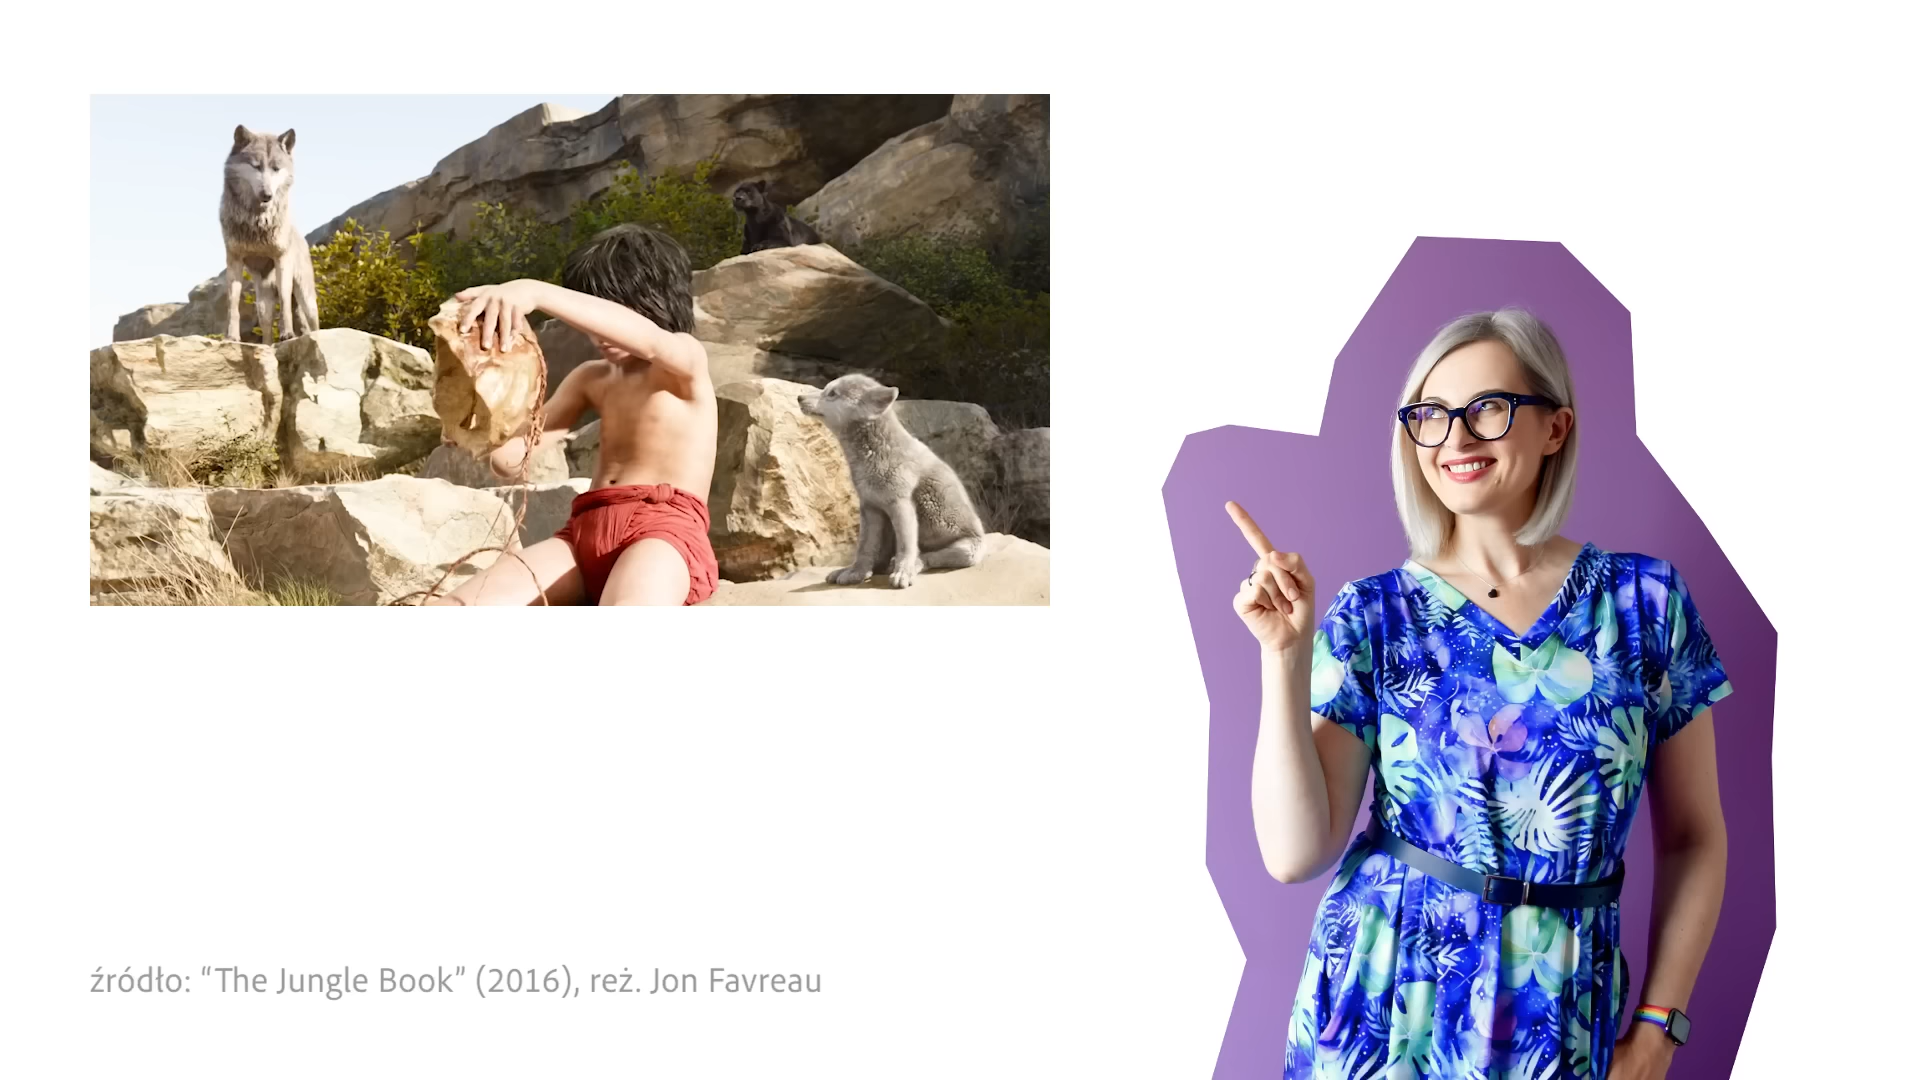 źródło: “The Jungle Book” (2016), reż. Jon Favreau